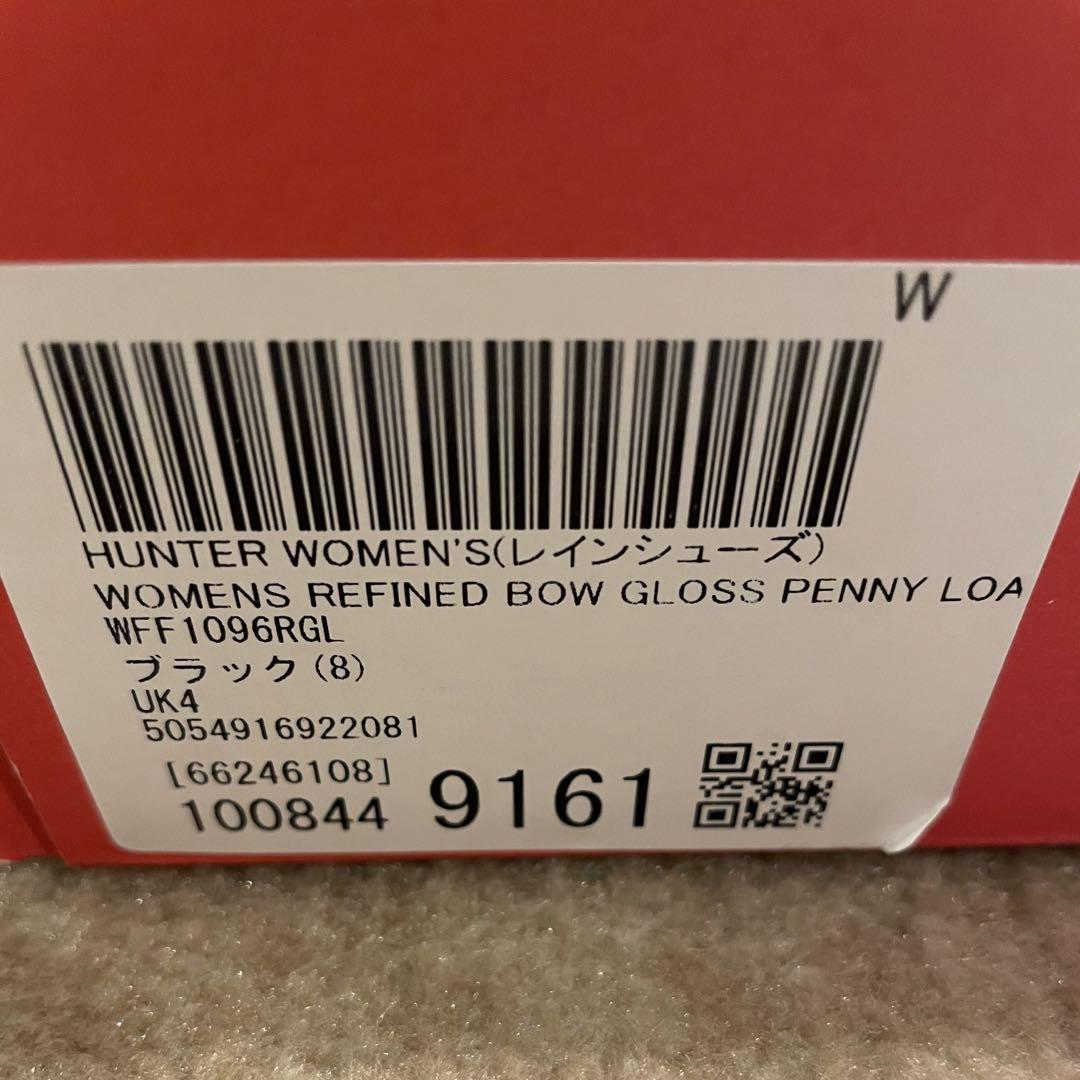 W
HUNTER WOMEN'S(レインシューズ)
WOMENS REFINED BOW GLOSS PENNY LOA
WFF1096RGL
ブラック(8)
UK4
5054916922081
[66246108]
100844 9161